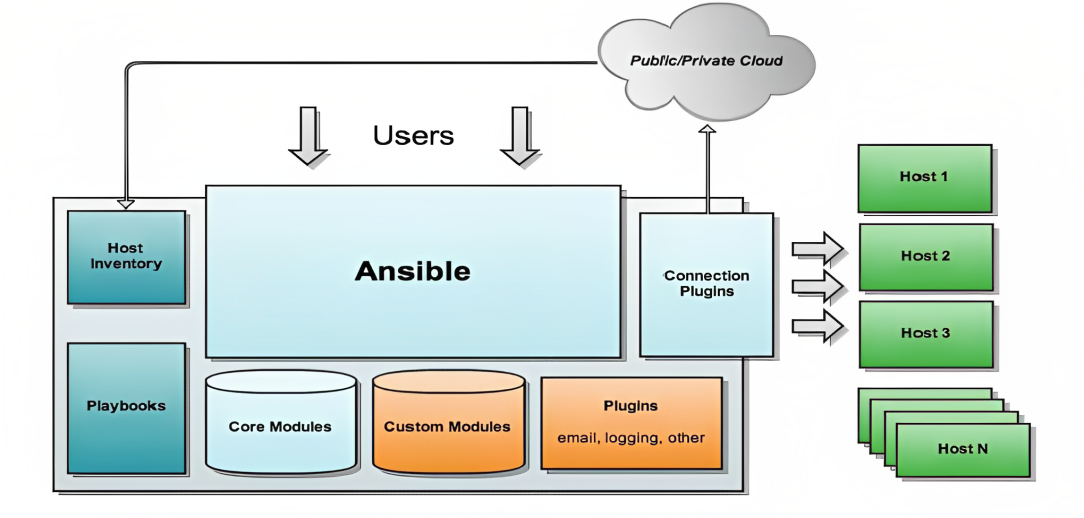 Public/Private Cloud
Users
Host
Inventory
Ansible
Connection
Plugins
Playbooks
Core Modules
Custom Modules
Plugins
email, logging, other
Host 1
Host 2
Host 3
Host N